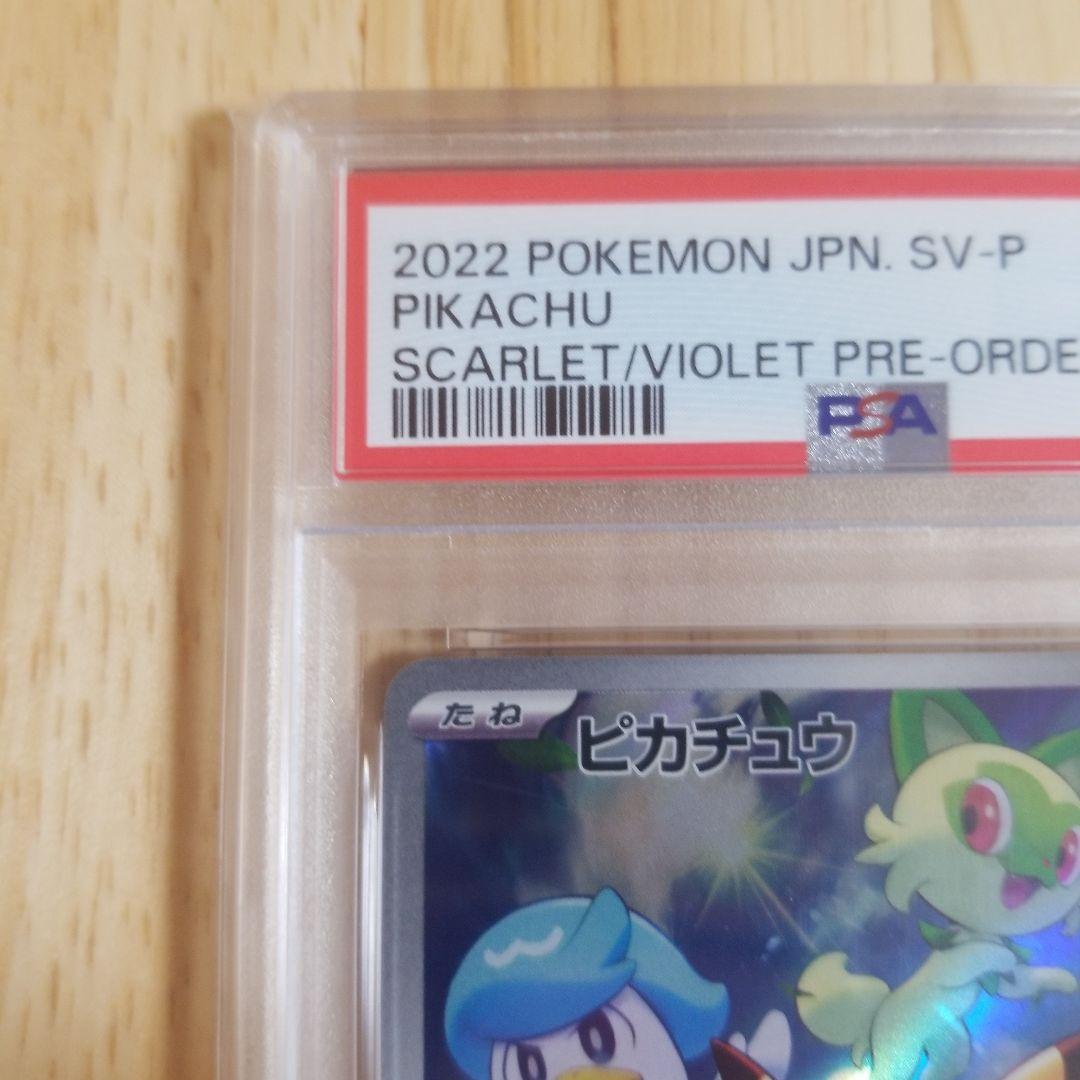 2022 POKEMON JPN. SV-P
PIKACHU
SCARLET/VIOLET PRE-ORDE
PSA
たね
ピカチュウ